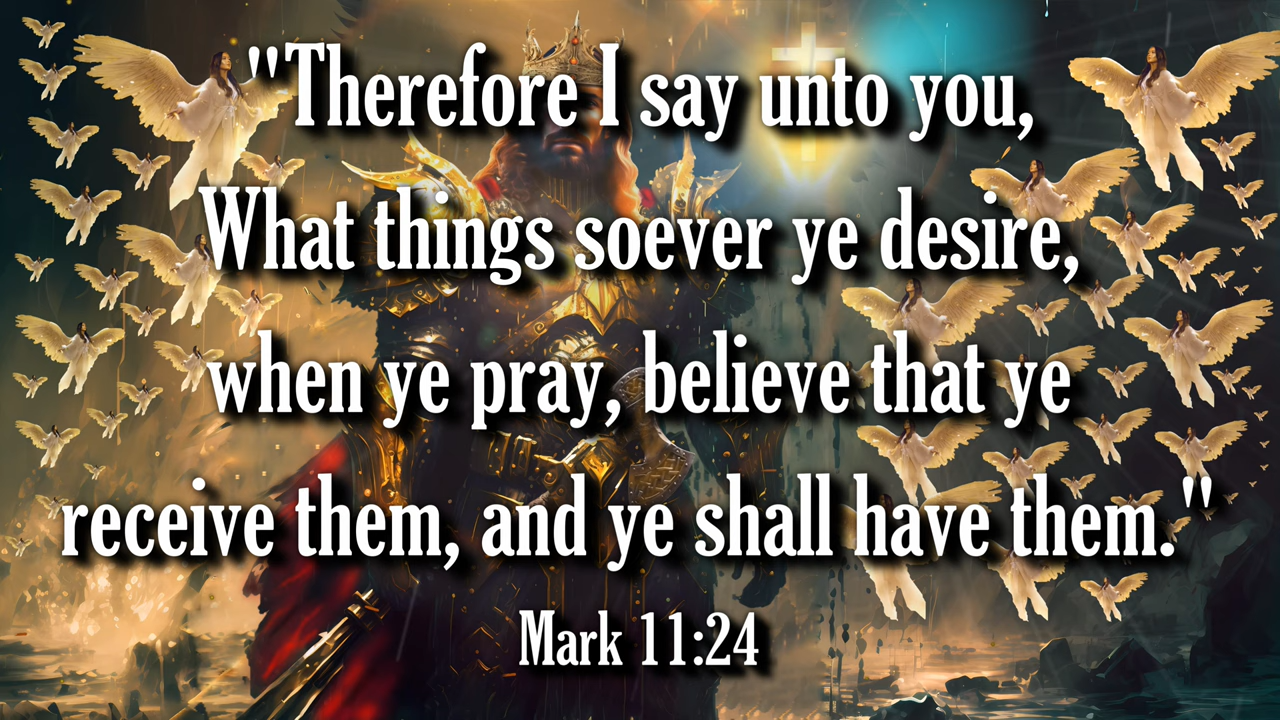 "Therefore I say unto you,
What things soever ye desire,
when ye pray, believe that ye
receive them, and ye shall have them."
Mark 11:24